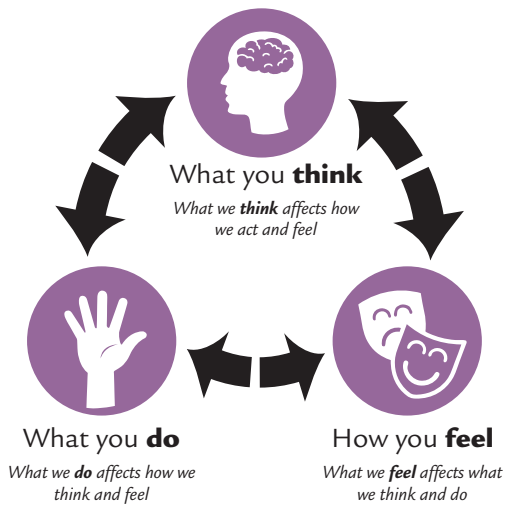 What you think
What we think affects how
we act and feel
What you do
What we do affects how we
think and feel
How you feel
What we feel affects what
we think and do